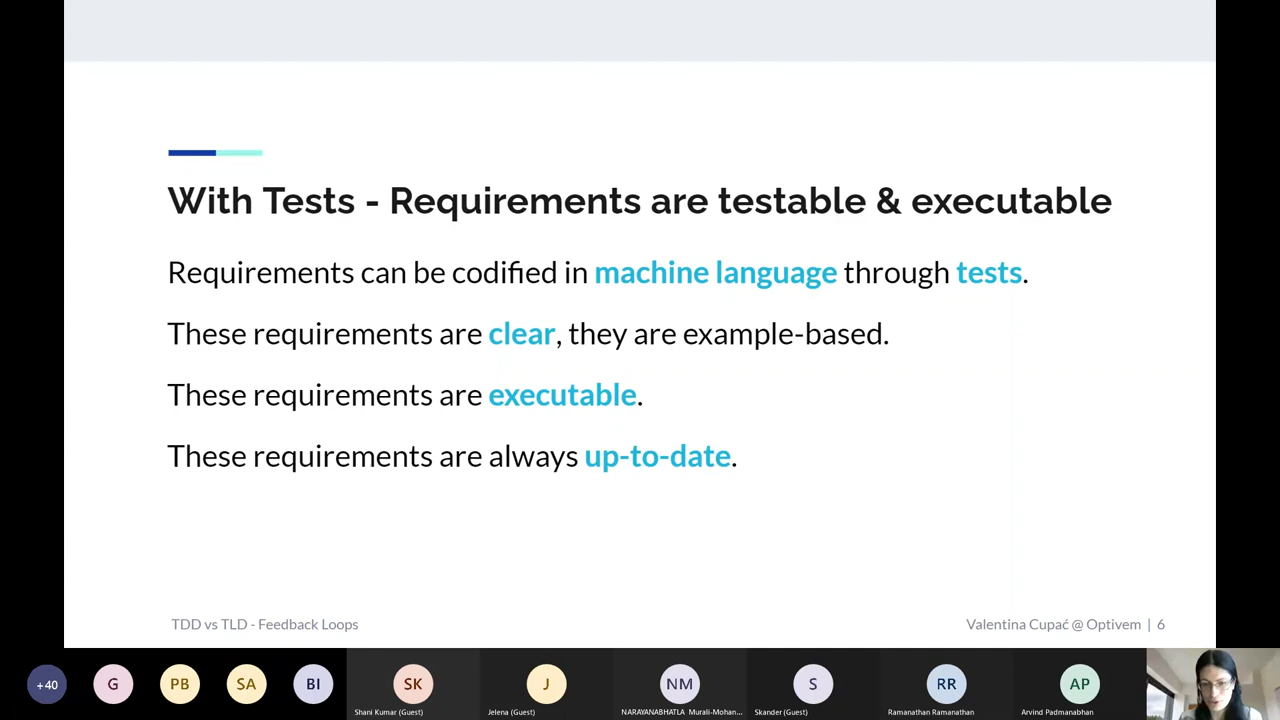 With Tests - Requirements are testable & executable
Requirements can be codified in machine language through tests.
These requirements are clear, they are example-based.
These requirements are executable.
These requirements are always up-to-date.
TDD vs TLD - Feedback Loops
Valentina Cupać @ Optivem | 6
+40
G
PB
SA
BI
SK
J
NM
S
RR
AP
Shani Kumar (Guest)
Jelena (Guest)
NARAYANABHATLA Murali-Mohan...
Skander (Guest)
Ramanathan Ramanathan
Arvind Padmanabhan